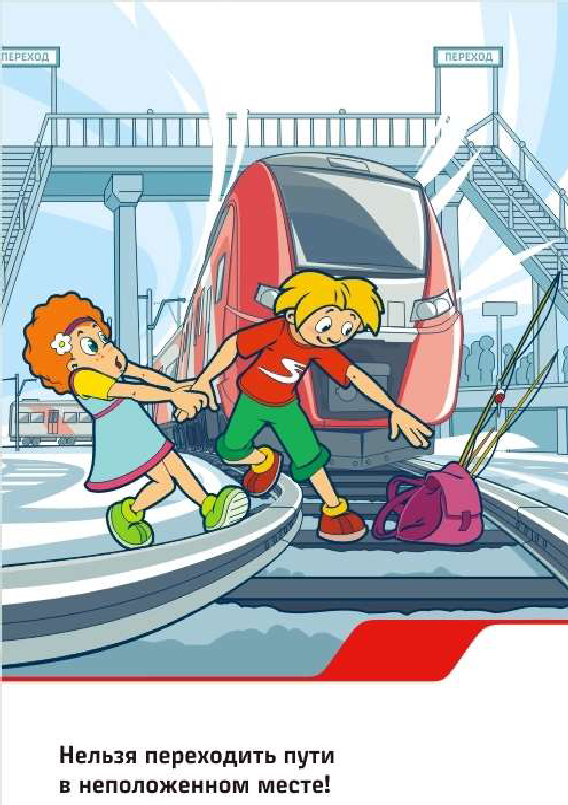 ПЕРЕХОД
ПЕРЕХОД
S
Нельзя переходить пути
в неположенном месте!